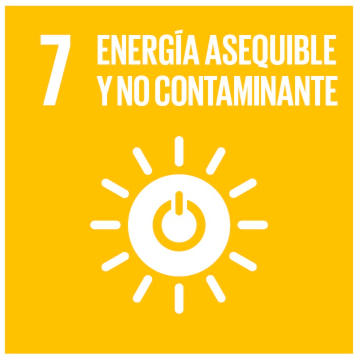 7 ENERGÍA ASEQUIBLE
Y NO CONTAMINANTE